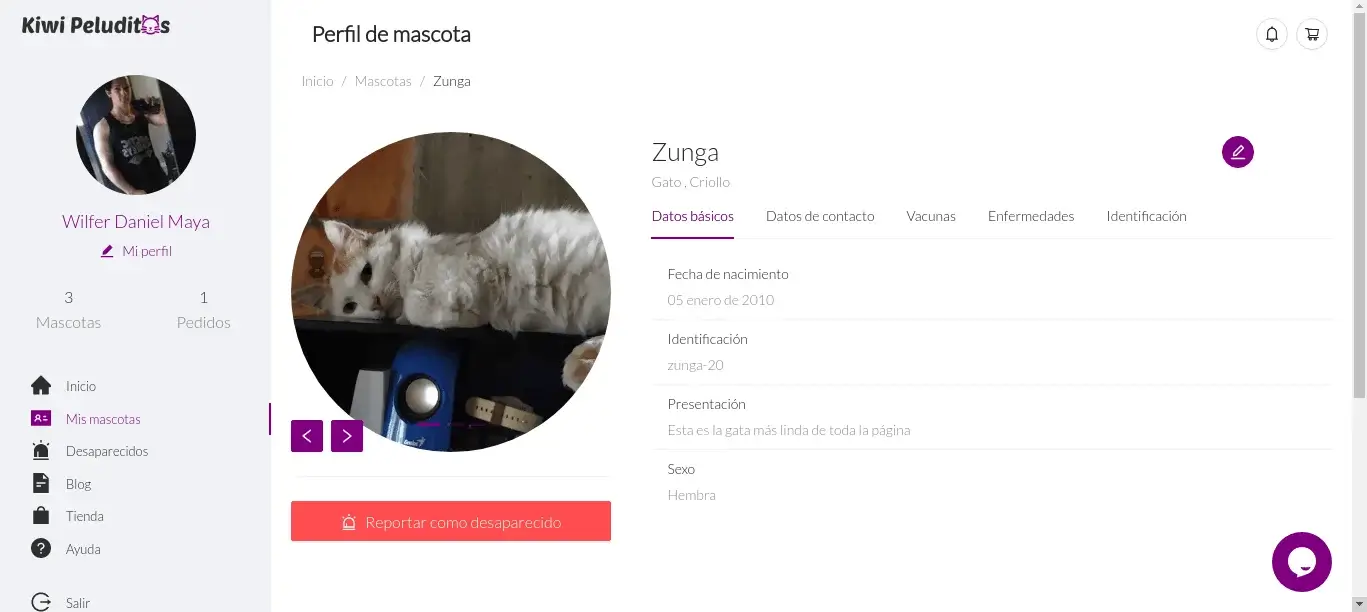 Kiwi Peluditos
Perfil de mascota
Inicio / Mascotas / Zunga
Wilfer Daniel Maya
Mi perfil
3
Mascotas
1
Pedidos
Inicio
Mis mascotas
Desaparecidos
Blog
Tienda
Ayuda
Salir
Reportar como desaparecido
Zunga
Gato , Criollo
Datos básicos
Datos de contacto
Vacunas
Enfermedades
Identificación
Fecha de nacimiento
05 enero de 2010
Identificación
zunga-20
Presentación
Esta es la gata más linda de toda la página
Sexo
Hembra